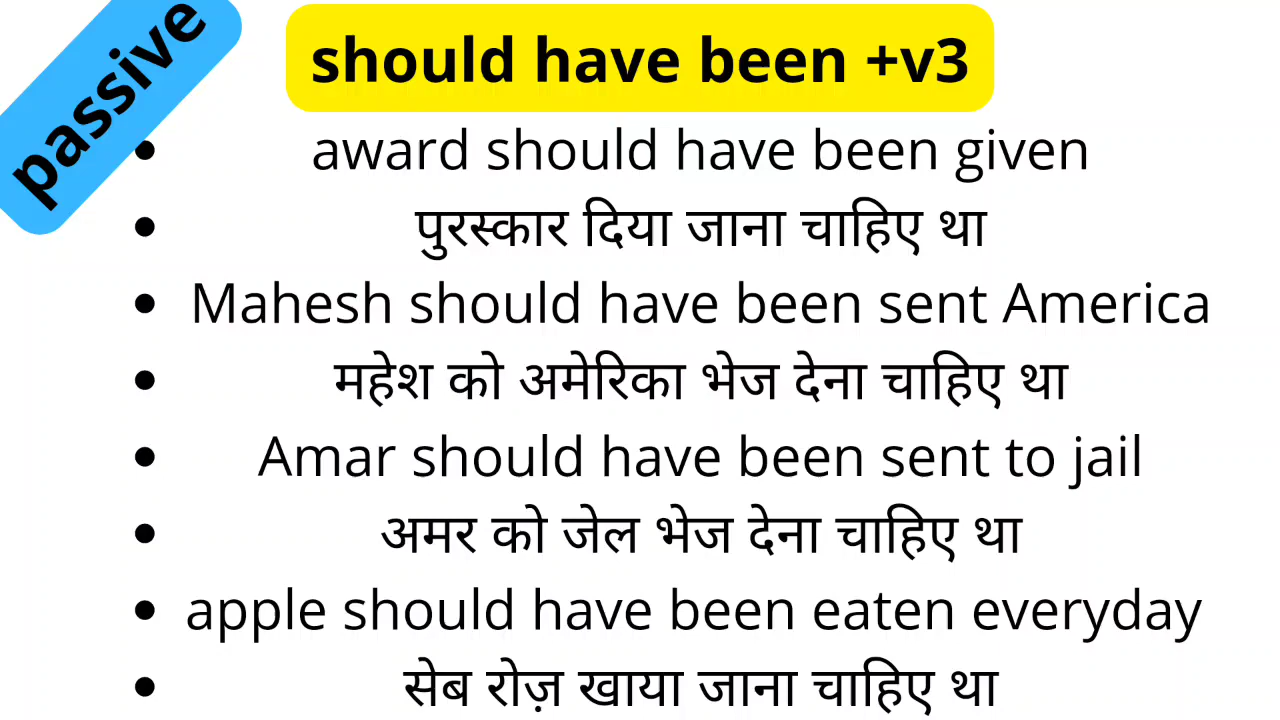 passive
should have been +v3
• award should have been given
• पुरस्कार दिया जाना चाहिए था
• Mahesh should have been sent America
• महेश को अमेरिका भेज देना चाहिए था
• Amar should have been sent to jail
• अमर को जेल भेज देना चाहिए था
• apple should have been eaten everyday
• सेब रोज़ खाया जाना चाहिए था